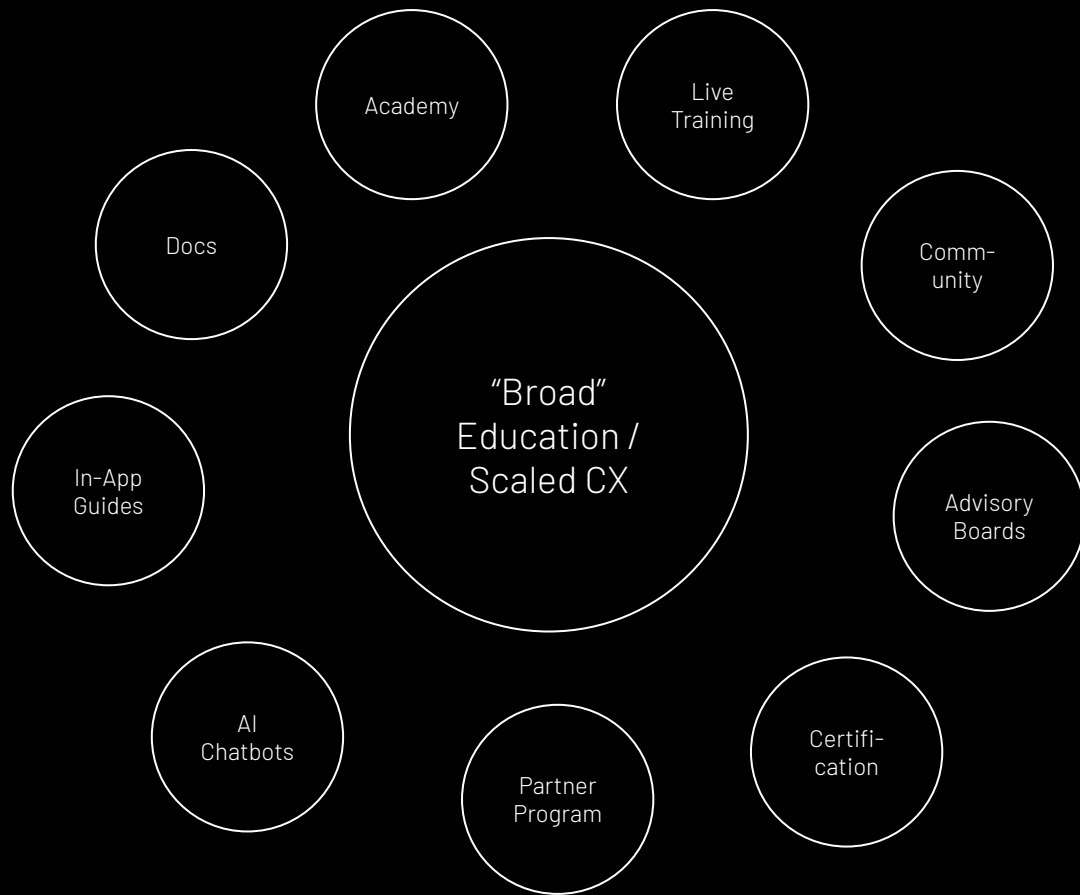 Academy
Live
Training
Docs
Comm-
unity
“Broad”
Education /
Scaled CX
In-App
Guides
Advisory
Boards
AI
Chatbots
Partner
Program
Certifi-
cation